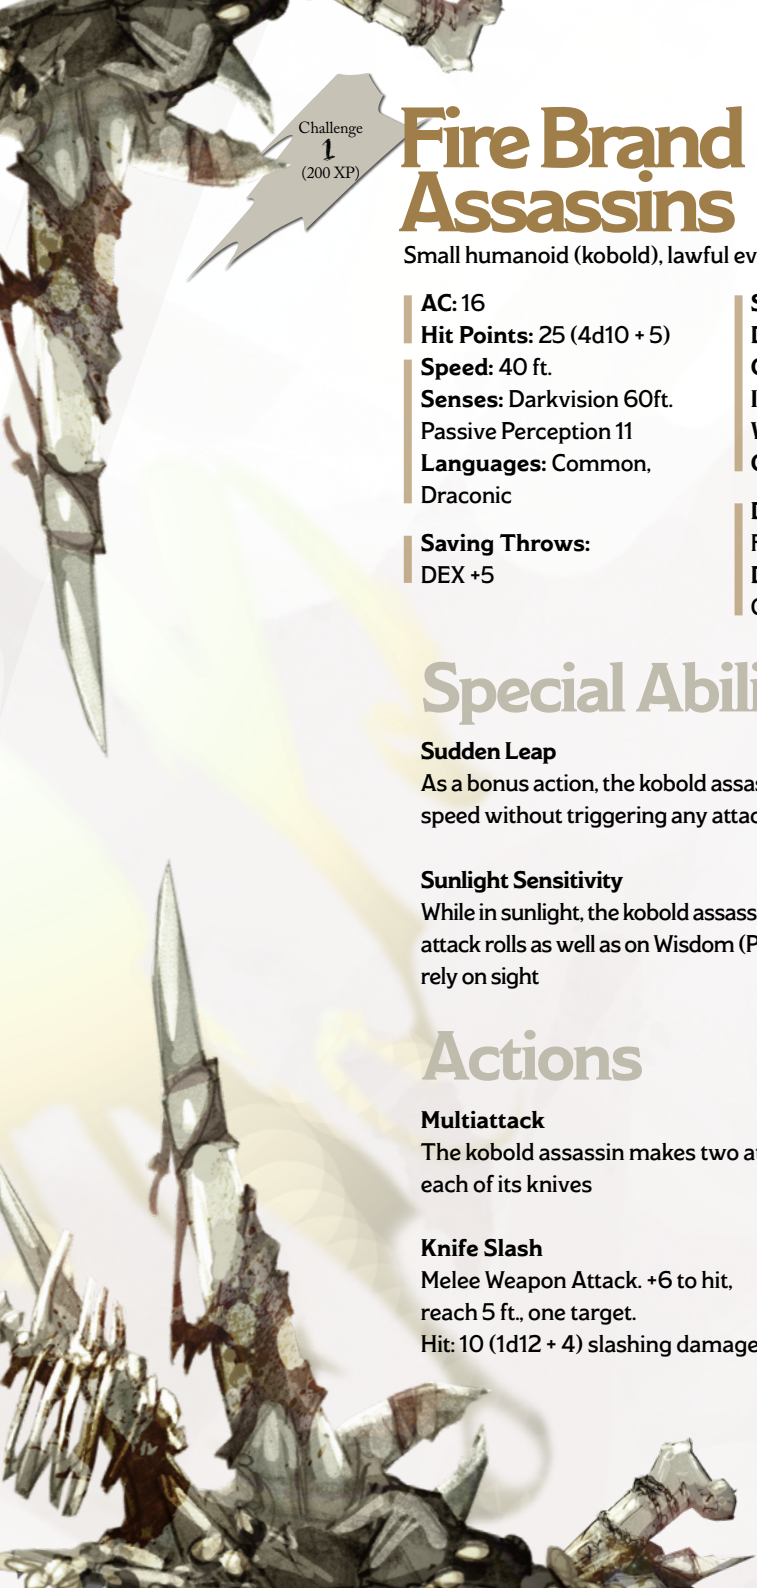 Challenge
1
(200 XP)
Fire Brand
Assassins
Small humanoid (kobold), lawful ev
AC: 16
Hit Points: 25 (4d10 + 5)
Speed: 40 ft.
Senses: Darkvision 60ft.
Passive Perception 11
Languages: Common,
Draconic
Saving Throws:
DEX +5
Special Abili
Sudden Leap
As a bonus action, the kobold assas
speed without triggering any attac
Sunlight Sensitivity
While in sunlight, the kobold assass
attack rolls as well as on Wisdom (P
rely on sight
Actions
Multiattack
The kobold assassin makes two at
each of its knives
Knife Slash
Melee Weapon Attack. +6 to hit,
reach 5 ft., one target.
Hit: 10 (1d12 + 4) slashing damage